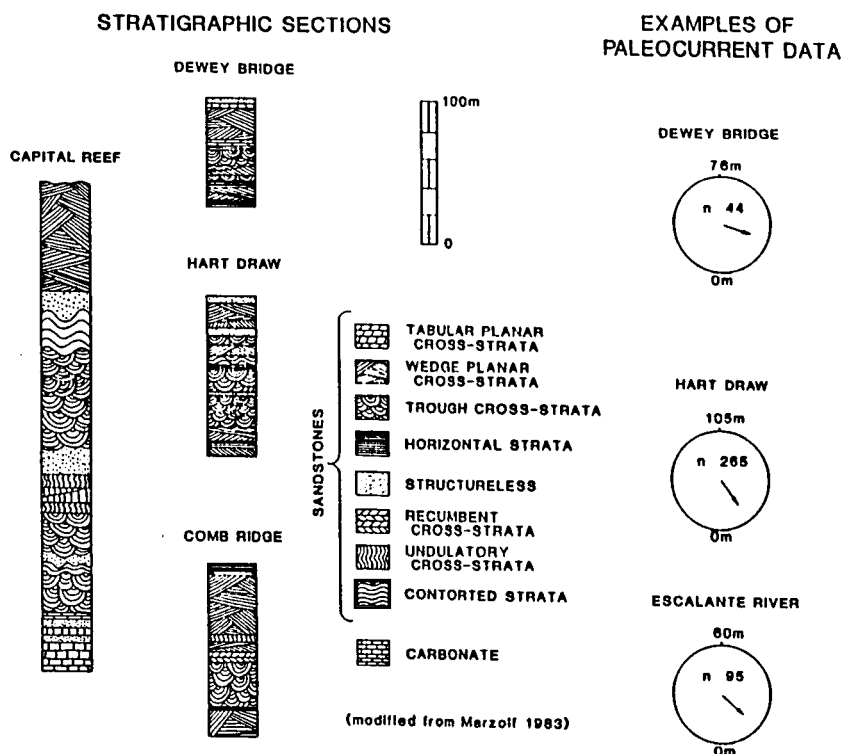 STRATIGRAPHIC SECTIONS
DEWEY BRIDGE
CAPITAL REEF
100m
0
HART DRAW
COMB RIDGE
SANDSTONES
TABULAR PLANAR
CROSS-STRATA
WEDGE PLANAR
CROSS-STRATA
TROUGH CROSS-STRATA
HORIZONTAL STRATA
STRUCTURELESS
RECUMBENT
CROSS-STRATA
UNDULATORY
CROSS-STRATA
CONTORTED STRATA
CARBONATE
(modified from Marzolf 1983)
EXAMPLES OF
PALEOCURRENT DATA
DEWEY BRIDGE
76m
n 44
0m
HART DRAW
105m
n 265
0m
ESCALANTE RIVER
60m
n 95
0m